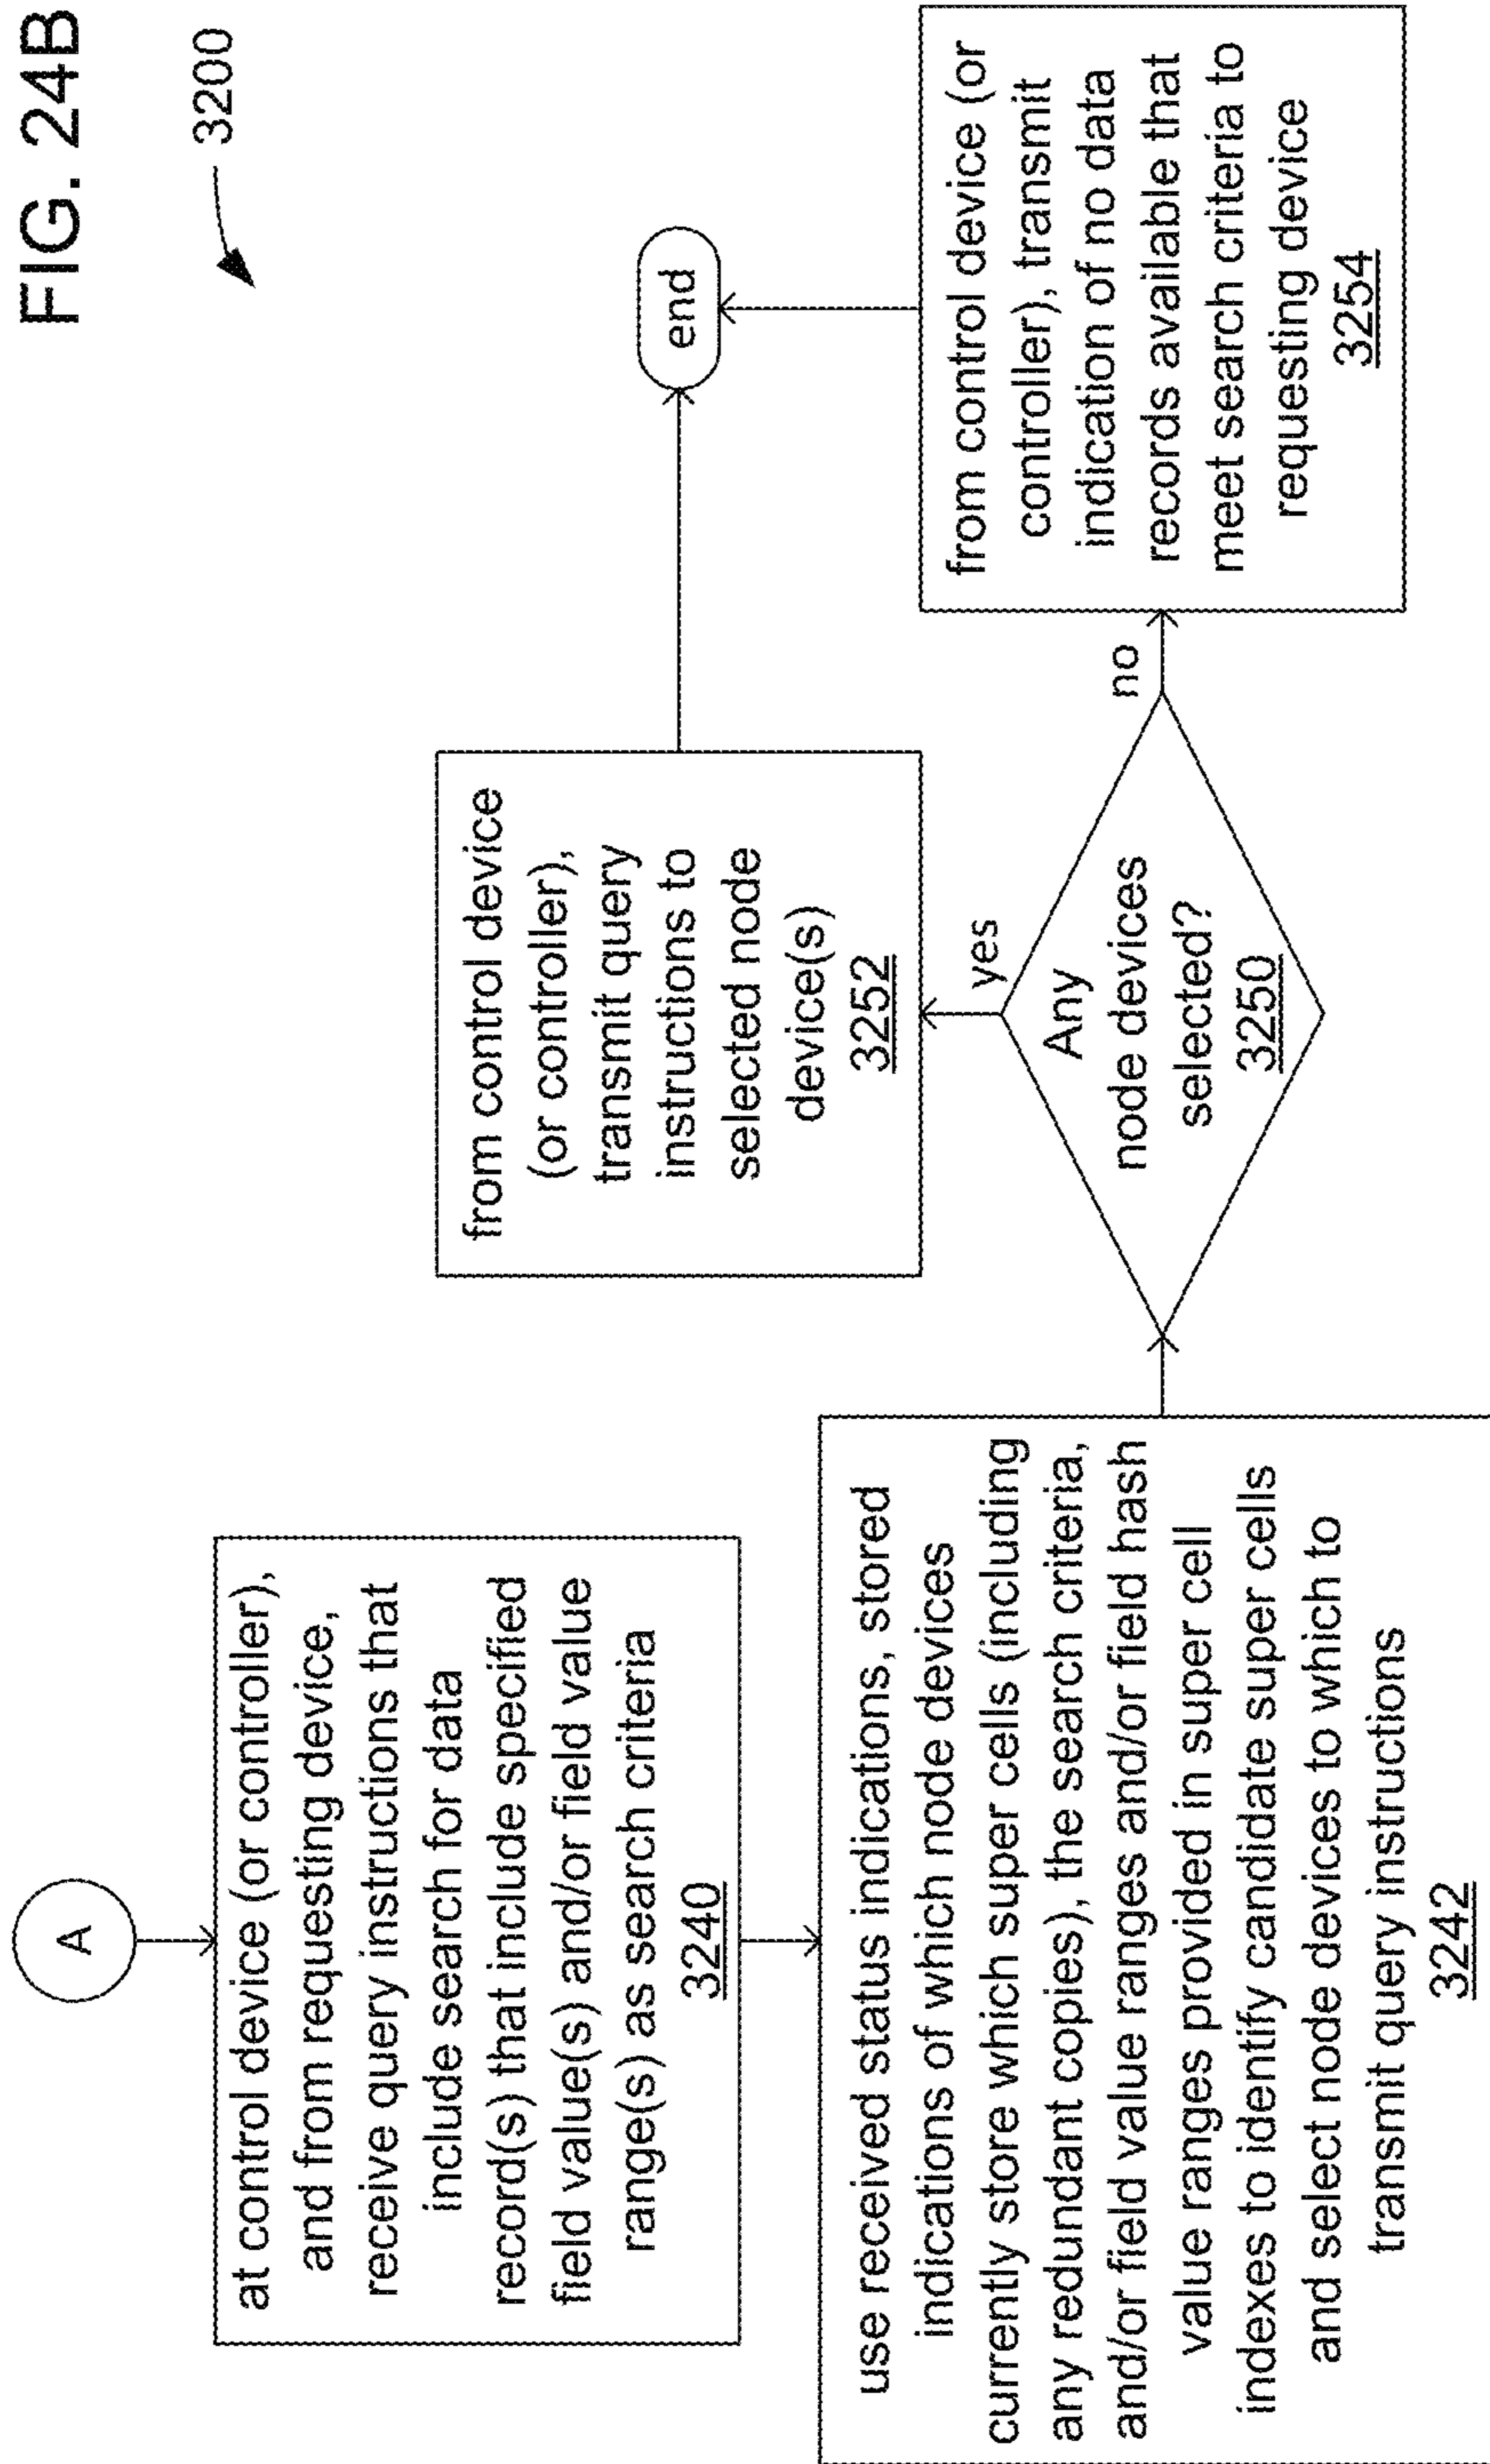 FIG. 24B
3200
A
at control device (or controller),
and from requesting device,
receive query instructions that
include search for data
record(s) that include specified
field value(s) and/or field value
range(s) as search criteria
3240
use received status indications, stored
indications of which node devices
currently store which super cells (including
any redundant copies), the search criteria,
and/or field value ranges and/or field hash
value ranges provided in super cell
indexes to identify candidate super cells
and select node devices to which to
transmit query instructions
3242
Any
node devices
selected?
3250
yes
no
from control device
(or controller),
transmit query
instructions to
selected node
device(s)
3252
from control device (or
controller), transmit
indication of no data
records available that
meet search criteria to
requesting device
3254
end